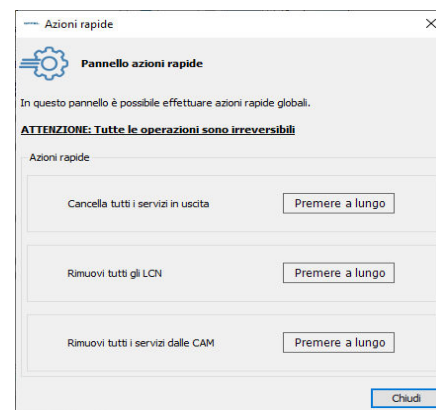 Azioni rapide
Pannello azioni rapide
In questo pannello è possibile effettuare azioni rapide globali.
ATTENZIONE: Tutte le operazioni sono irreversibili
Azioni rapide
Cancella tutti i servizi in uscita Premere a lungo
Rimuovi tutti gli LCN Premere a lungo
Rimuovi tutti i servizi dalle CAM Premere a lungo
Chiudi